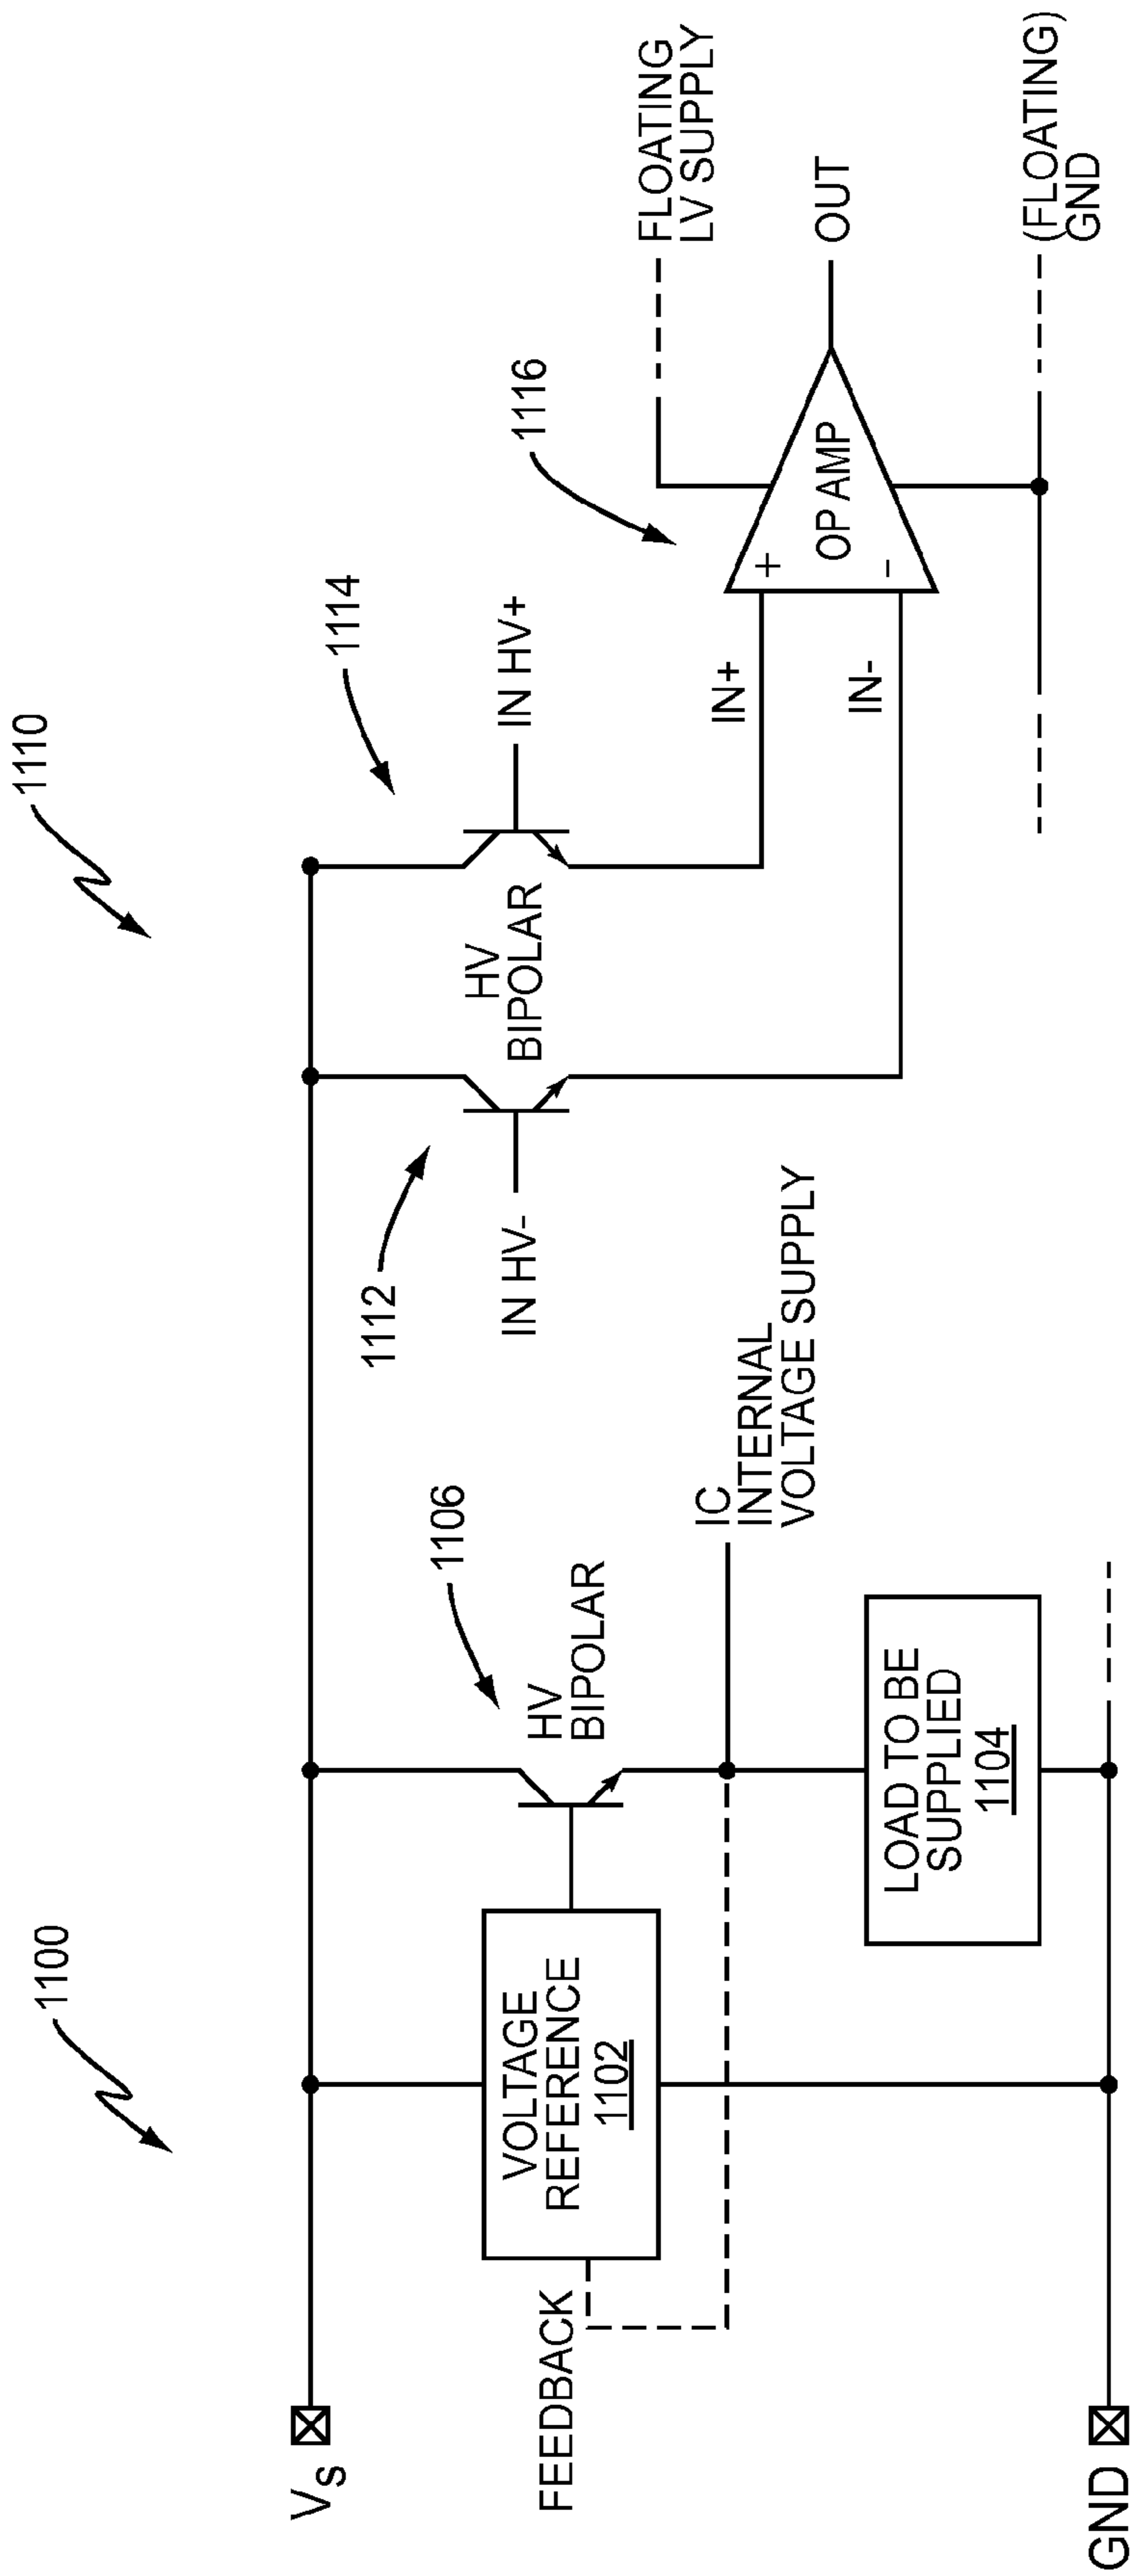 1100
1110
VS
FEEDBACK
VOLTAGE
REFERENCE
1102
1106
HV
BIPOLAR
IC
INTERNAL
VOLTAGE SUPPLY
LOAD TO BE
SUPPLIED
1104
GND
1112
IN HV-
HV
BIPOLAR
1114
IN HV+
IN+
IN-
1116
+
-
OP AMP
FLOATING
LV SUPPLY
OUT
(FLOATING)
GND